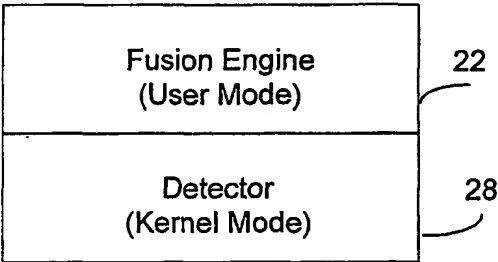 Fusion Engine
(User Mode)
22
Detector
(Kernel Mode)
28